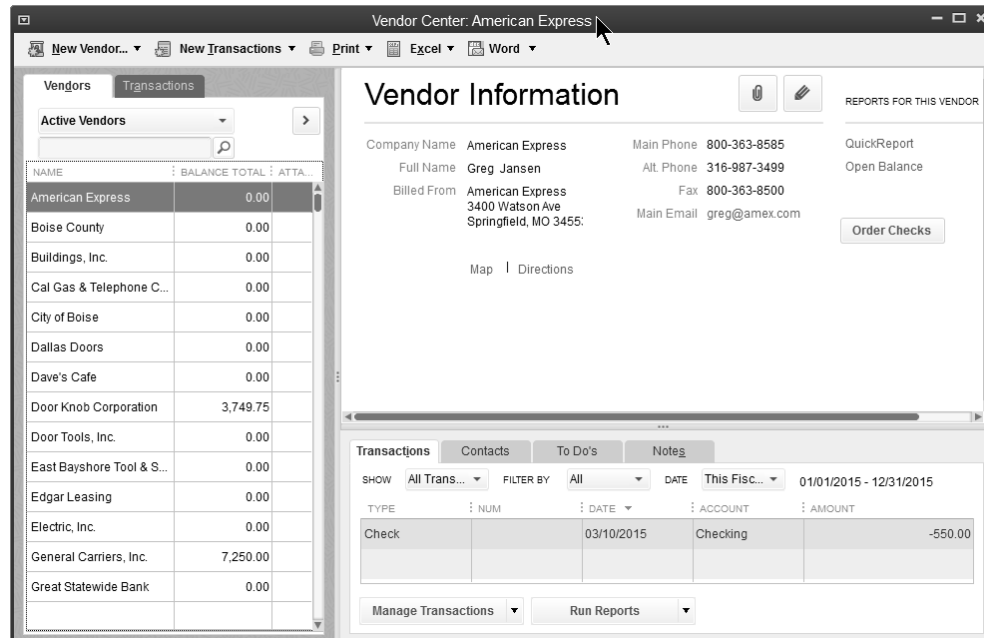 Vendor Center: American Express
New Vendor... New Transactions Print Excel Word
Vendors Transactions
Active Vendors
NAME BALANCE TOTAL ATTA...
American Express 0.00
Boise County 0.00
Buildings, Inc. 0.00
Cal Gas & Telephone C... 0.00
City of Boise 0.00
Dallas Doors 0.00
Dave's Cafe 0.00
Door Knob Corporation 3,749.75
Door Tools, Inc. 0.00
East Bayshore Tool & S... 0.00
Edgar Leasing 0.00
Electric, Inc. 0.00
General Carriers, Inc. 7,250.00
Great Statewide Bank 0.00
Vendor Information
Company Name American Express
Full Name Greg Jansen
Billed From American Express
3400 Watson Ave
Springfield, MO 3455:
Map | Directions
Main Phone 800-363-8585
Alt. Phone 316-987-3499
Fax 800-363-8500
Main Email greg@amex.com
REPORTS FOR THIS VENDOR
QuickReport
Open Balance
Order Checks
Transactions Contacts To Do's Notes
SHOW All Trans... FILTER BY All DATE This Fisc... 01/01/2015 - 12/31/2015
TYPE NUM DATE ACCOUNT AMOUNT
Check 03/10/2015 Checking -550.00
Manage Transactions Run Reports